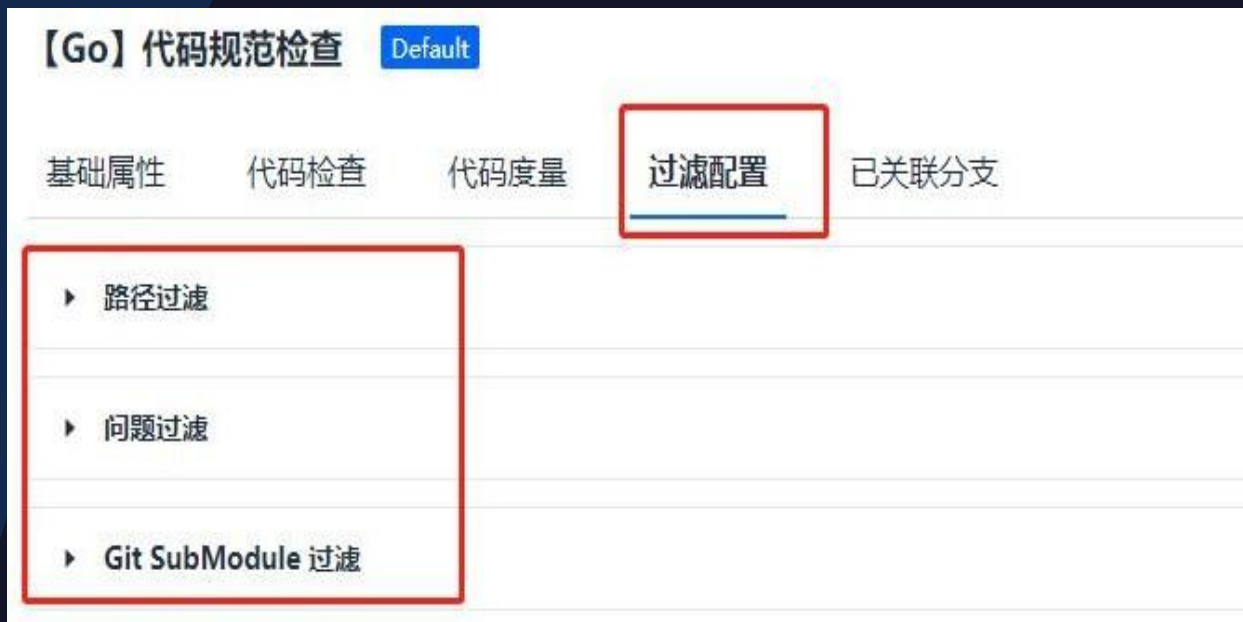 【Go】代码规范检查 Default
基础属性 代码检查 代码度量 过滤配置 已关联分支
路径过滤
问题过滤
Git SubModule 过滤